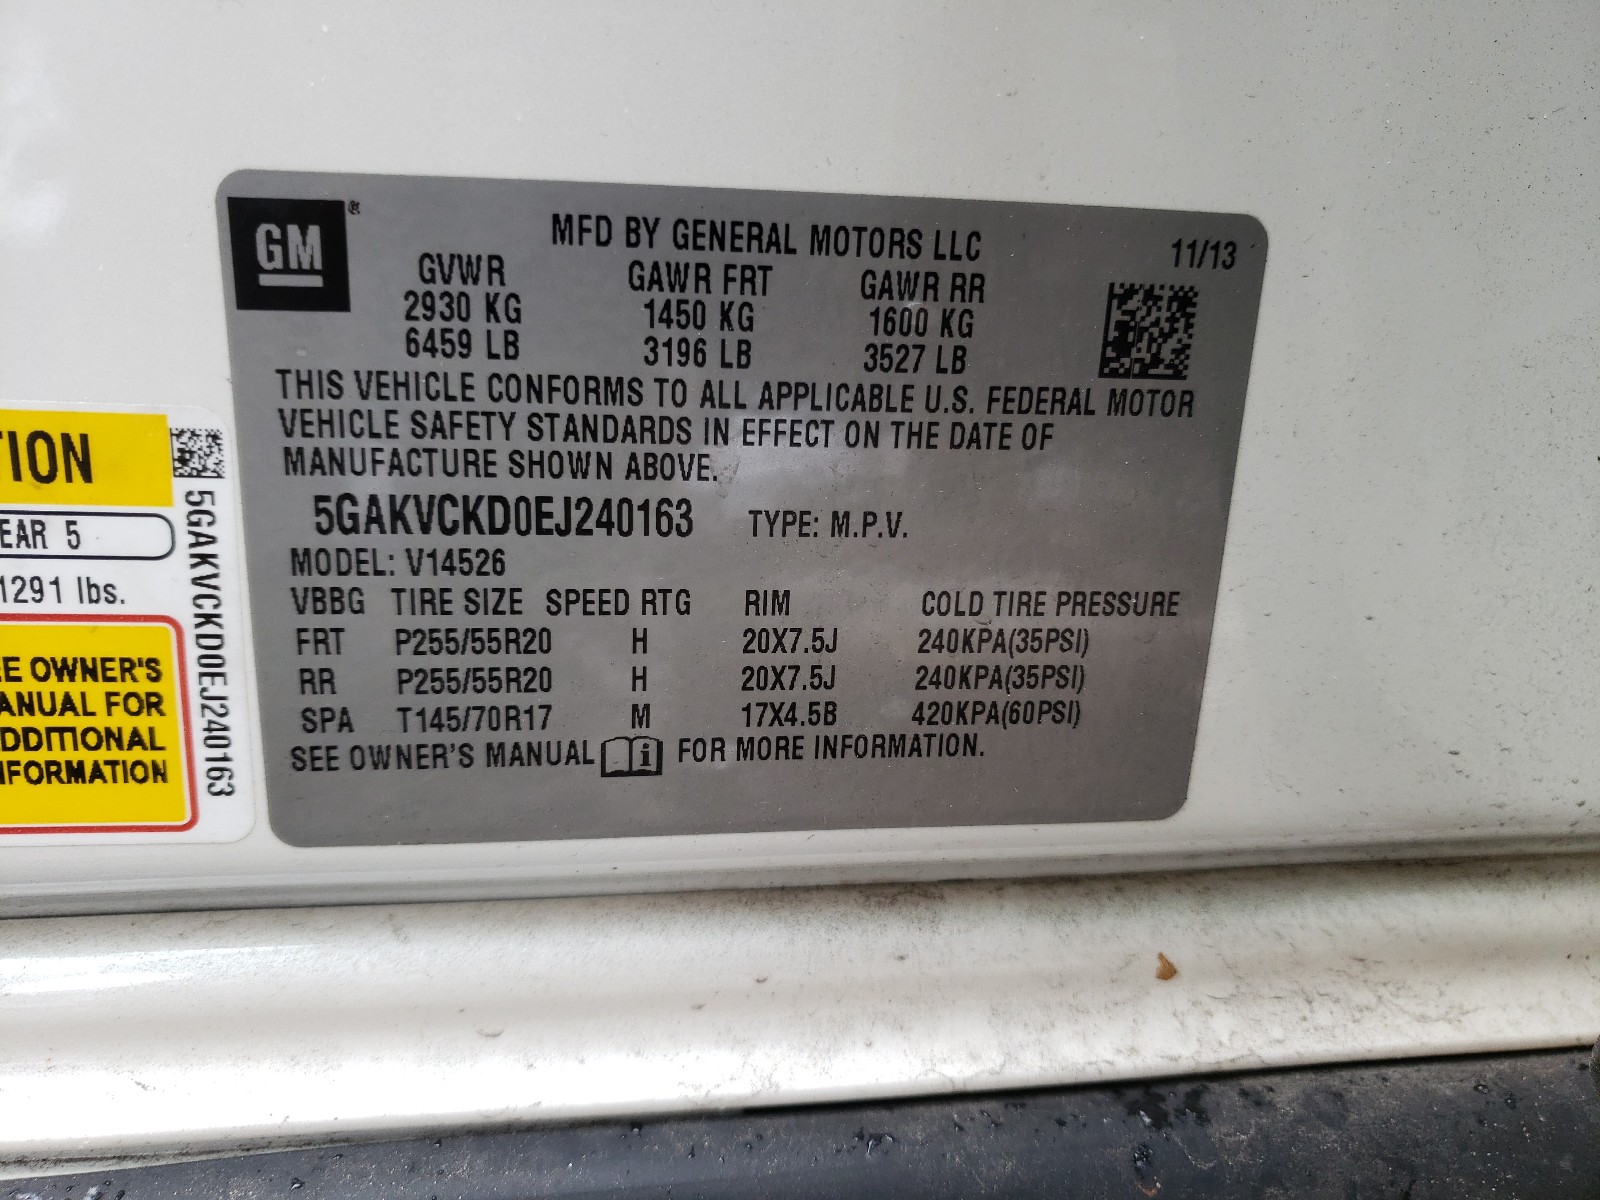 GM®
MFD BY GENERAL MOTORS LLC 11/13
GVWR GAWR FRT GAWR RR
2930 KG 1450 KG 1600 KG
6459 LB 3196 LB 3527 LB
THIS VEHICLE CONFORMS TO ALL APPLICABLE U.S. FEDERAL MOTOR
VEHICLE SAFETY STANDARDS IN EFFECT ON THE DATE OF
MANUFACTURE SHOWN ABOVE.
5GAKVCKD0EJ240163 TYPE: M.P.V.
MODEL: V14526
VBBG TIRE SIZE SPEED RTG RIM COLD TIRE PRESSURE
FRT P255/55R20 H 20X7.5J 240KPA(35PSI)
RR P255/55R20 H 20X7.5J 240KPA(35PSI)
SPA T145/70R17 M 17X4.5B 420KPA(60PSI)
SEE OWNER'S MANUAL i FOR MORE INFORMATION.
TION
EAR 5
1291 lbs.
EE OWNER'S
ANUAL FOR
DDITIONAL
NFORMATION
5GAKVCKD0EJ240163